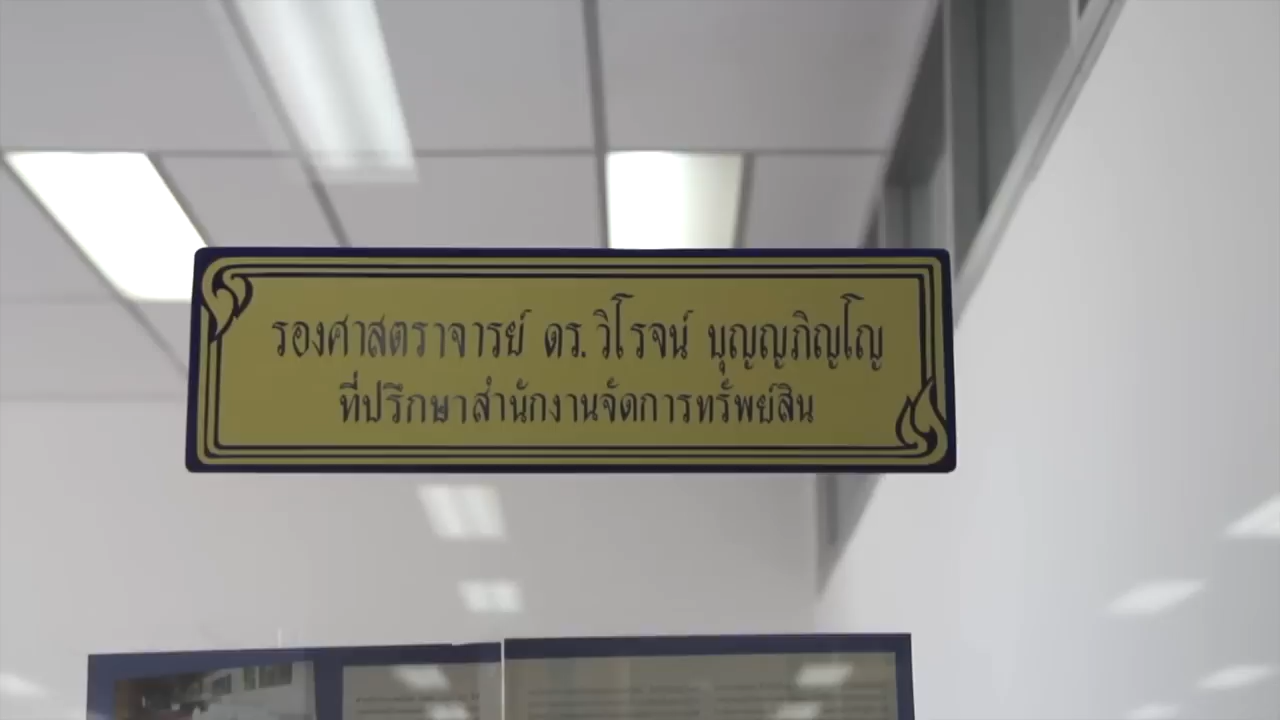 รองศาสตราจารย์ ดร. วิโรจน์ บุญญภิญโญ
ที่ปรึกษาสำนักงานจัดการทรัพย์สิน